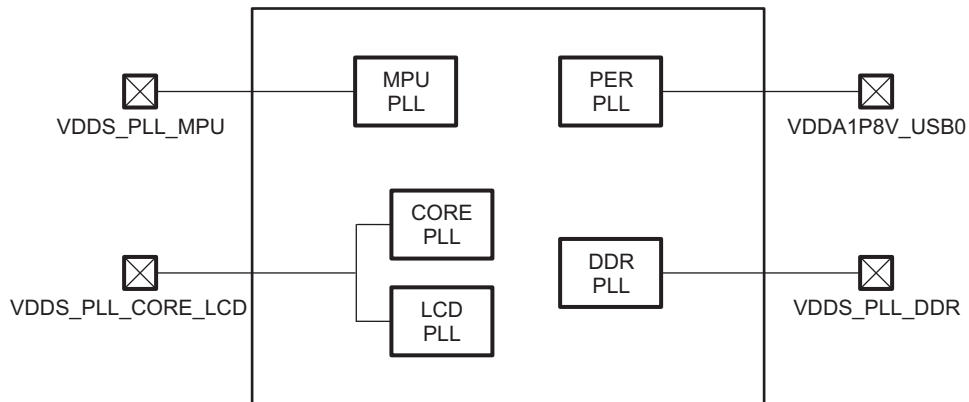 MPU
PLL
PER
PLL
VDDS_PLL_MPU
VDDA1P8V_USB0
CORE
PLL
DDR
PLL
VDDS_PLL_CORE_LCD
LCD
PLL
VDDS_PLL_DDR